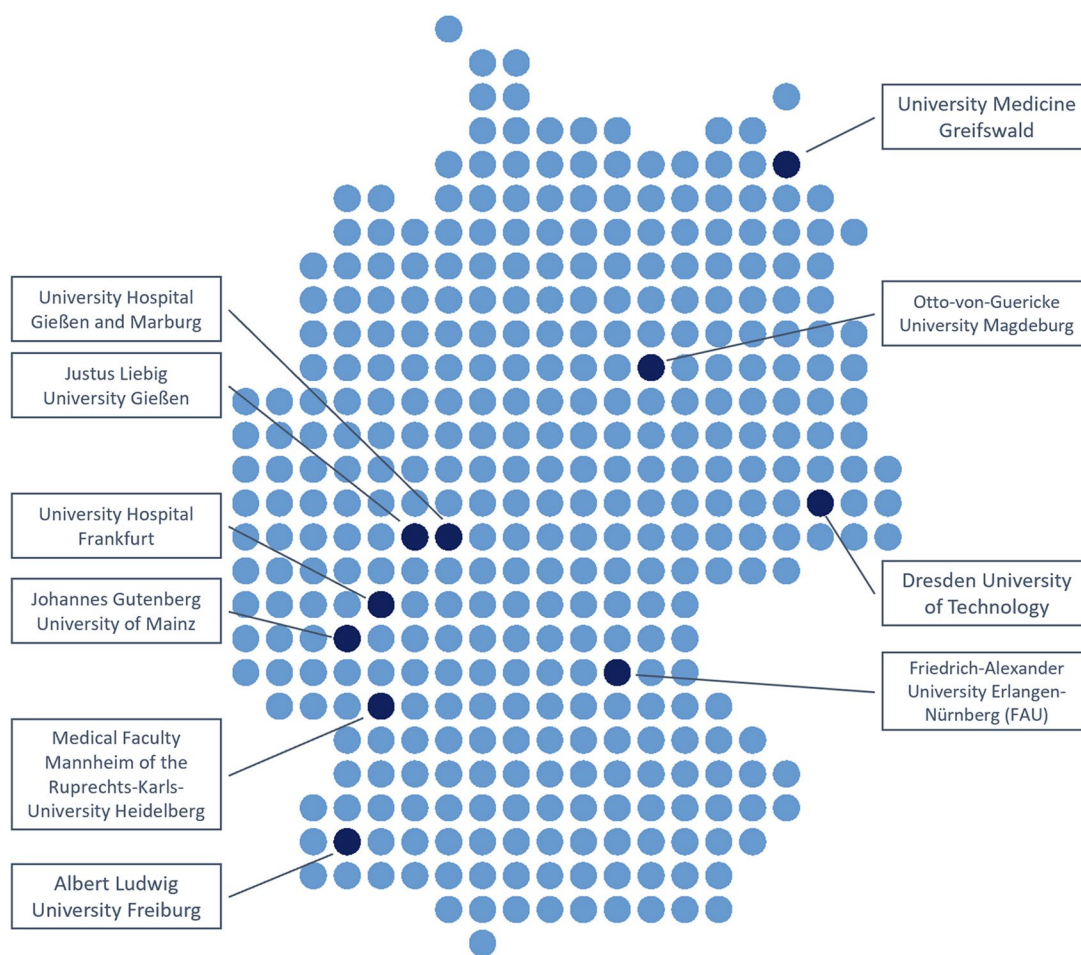 University Medicine
Greifswald
University Hospital
Gießen and Marburg
Otto-von-Guericke
University Magdeburg
Justus Liebig
University Gießen
University Hospital
Frankfurt
Dresden University
of Technology
Johannes Gutenberg
University of Mainz
Friedrich-Alexander
University Erlangen-
Nürnberg (FAU)
Medical Faculty
Mannheim of the
Ruprechts-Karls-
University Heidelberg
Albert Ludwig
University Freiburg